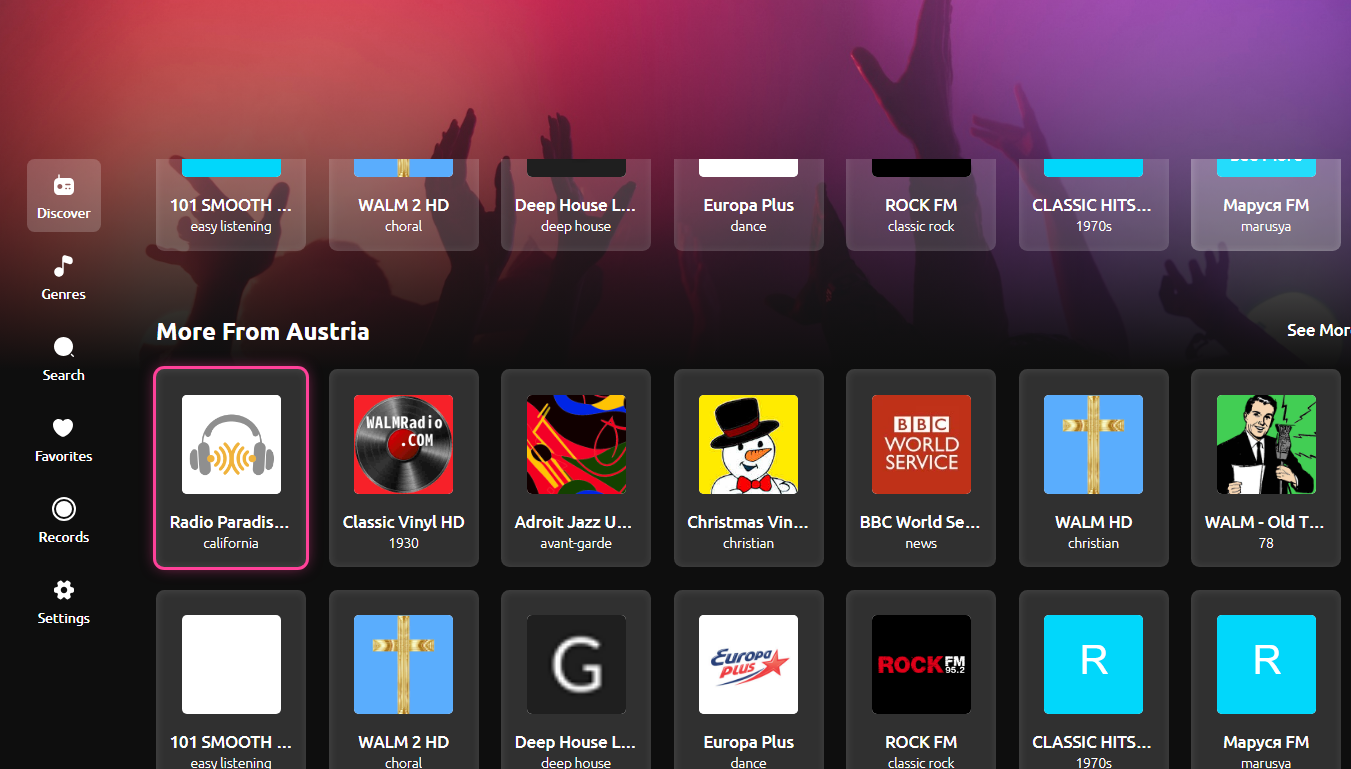 Discover
Genres
Search
Favorites
Records
Settings
101 SMOOTH ...
easy listening
WALM 2 HD
choral
Deep House L...
deep house
Europa Plus
dance
ROCK FM
classic rock
CLASSIC HITS...
1970s
Маруся FM
marusya
More From Austria
See Mor
Radio Paradis...
california
WALMRadio
.COM
Classic Vinyl HD
1930
Adroit Jazz U...
avant-garde
Christmas Vin...
christian
BBC
WORLD
SERVICE
BBC World Se...
news
WALM HD
christian
WALM - Old T...
78
101 SMOOTH ...
easy listening
WALM 2 HD
choral
G
Deep House L...
deep house
Европа
Plus
Europa Plus
dance
ROCK FM
95.2
ROCK FM
classic rock
R
CLASSIC HITS...
1970s
R
Маруся FM
marusya